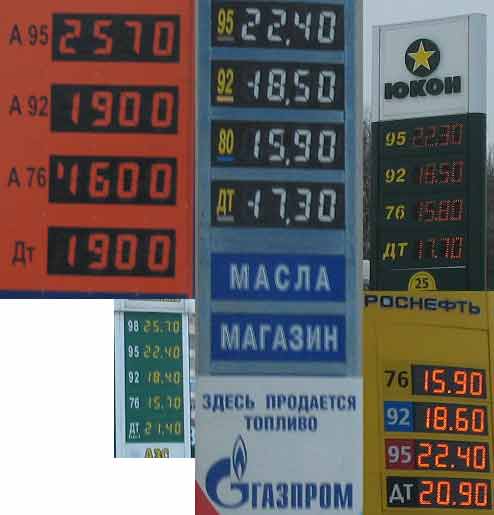 А 95 2570
А 92 1900
А 76 1600
Дт 1900
95 22,40
92 18,50
80 15,90
ДТ 17,30
МАСЛА
МАГАЗИН
ЗДЕСЬ ПРОДАЕТСЯ
ТОПЛИВО
ГАЗПРОМ
ЮКОН
95 22.30
92 18.50
76 15.80
ДТ 17.70
25
98 25.70
95 22.40
92 18.40
76 15.70
ДТ 21.40
АЗС
РОСНЕФТЬ
76 15.90
92 18.60
95 22.40
ДТ 20.90